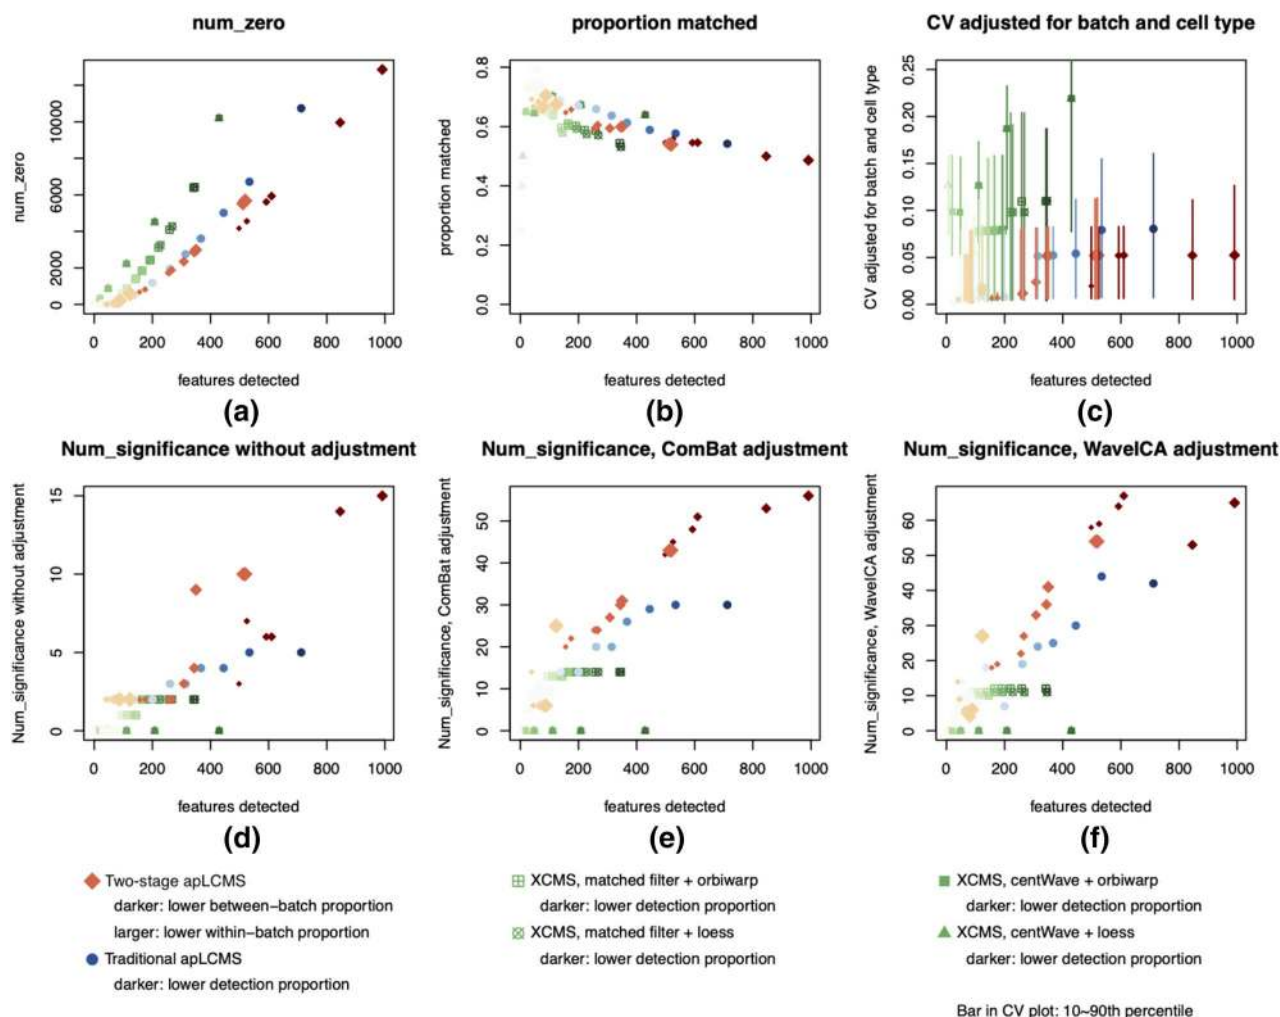 num_zero
proportion matched
CV adjusted for batch and cell type
num_zero
0 2000 6000 10000
0 200 400 600 800 1000
features detected
(a)
proportion matched
0.0 0.2 0.4 0.6 0.8
0 200 400 600 800 1000
features detected
(b)
CV adjusted for batch and cell type
0.00 0.05 0.10 0.15 0.20 0.25
0 200 400 600 800 1000
features detected
(c)
Num_significance without adjustment
Num_significance, ComBat adjustment
Num_significance, WaveICA adjustment
Num_significance without adjustment
0 5 10 15
0 200 400 600 800 1000
features detected
(d)
Num_significance, ComBat adjustment
0 10 20 30 40 50
0 200 400 600 800 1000
features detected
(e)
Num_significance, WaveICA adjustment
0 10 20 30 40 50 60
0 200 400 600 800 1000
features detected
(f)
Two-stage apLCMS
darker: lower between−batch proportion
larger: lower within−batch proportion
Traditional apLCMS
darker: lower detection proportion
XCMS, matched filter + orbiwarp
darker: lower detection proportion
XCMS, matched filter + loess
darker: lower detection proportion
XCMS, centWave + orbiwarp
darker: lower detection proportion
XCMS, centWave + loess
darker: lower detection proportion
Bar in CV plot: 10~90th percentile